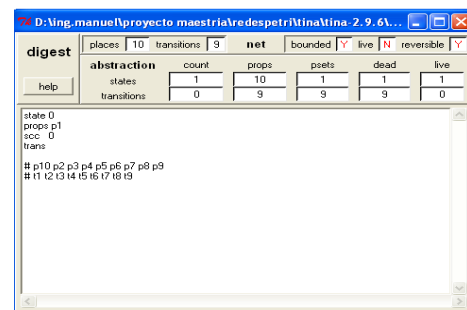 D:\ing.manuel\proyecto maestria\redespetri\tina\tina-2.9.6\...
digest
places 10 transitions 9 net bounded Y live N reversible Y
help
abstraction count props psets dead live
states 1 10 1 1 1
transitions 0 9 9 9 0
state 0
props p1
scc 0
trans
# p10 p2 p3 p4 p5 p6 p7 p8 p9
# t1 t2 t3 t4 t5 t6 t7 t8 t9